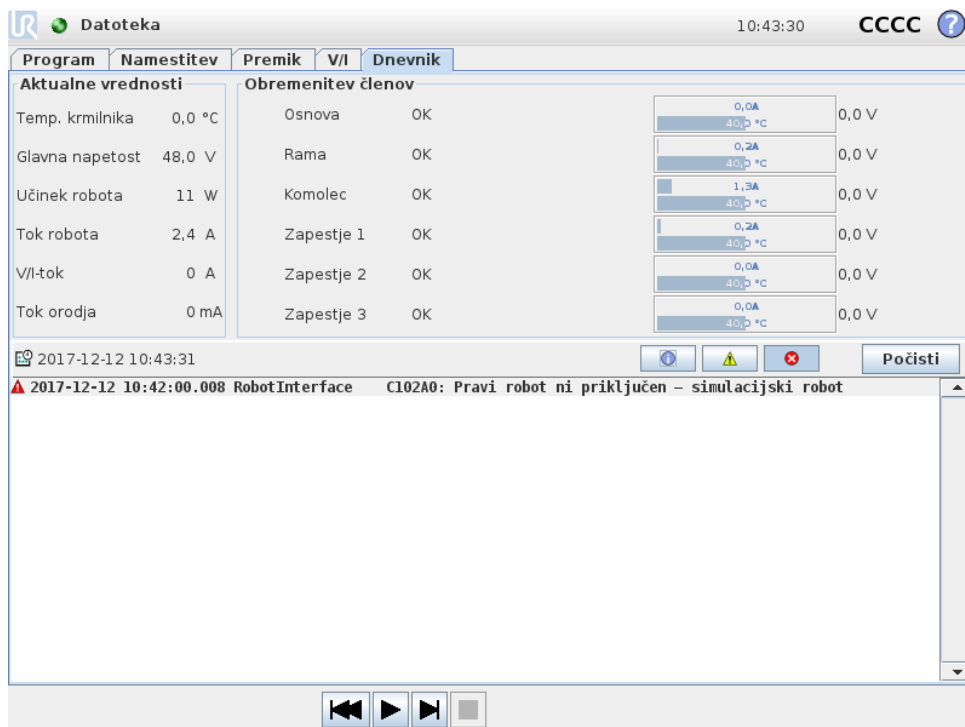 UR Datoteka 10:43:30 CCCC ?
Program Namestitev Premik V/I Dnevnik
Aktualne vrednosti
Temp. krmilnika 0,0 °C
Glavna napetost 48,0 V
Učinek robota 11 W
Tok robota 2,4 A
V/I-tok 0 A
Tok orodja 0 mA
Obremenitev členov
Osnova OK 0,0A 40,0 °C 0,0 V
Rama OK 0,2A 40,0 °C 0,0 V
Komolec OK 1,3A 40,0 °C 0,0 V
Zapestje 1 OK 0,2A 40,0 °C 0,0 V
Zapestje 2 OK 0,0A 40,0 °C 0,0 V
Zapestje 3 OK 0,0A 40,0 °C 0,0 V
2017-12-12 10:43:31 Počisti
2017-12-12 10:42:00.008 RobotInterface C102A0: Pravi robot ni priključen – simulacijski robot